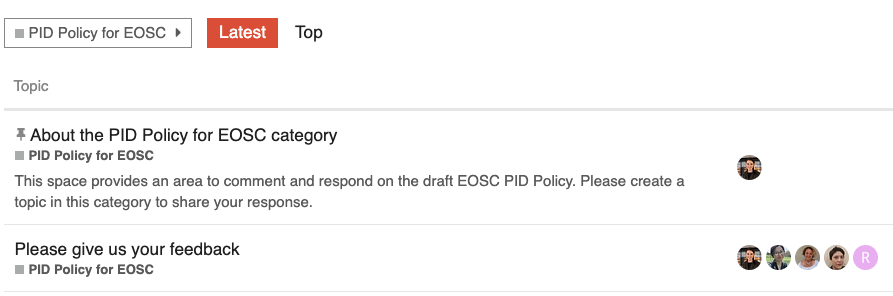 PID Policy for EOSC Latest Top
Topic
About the PID Policy for EOSC category
PID Policy for EOSC
This space provides an area to comment and respond on the draft EOSC PID Policy. Please create a
topic in this category to share your response.
Please give us your feedback
PID Policy for EOSC
R